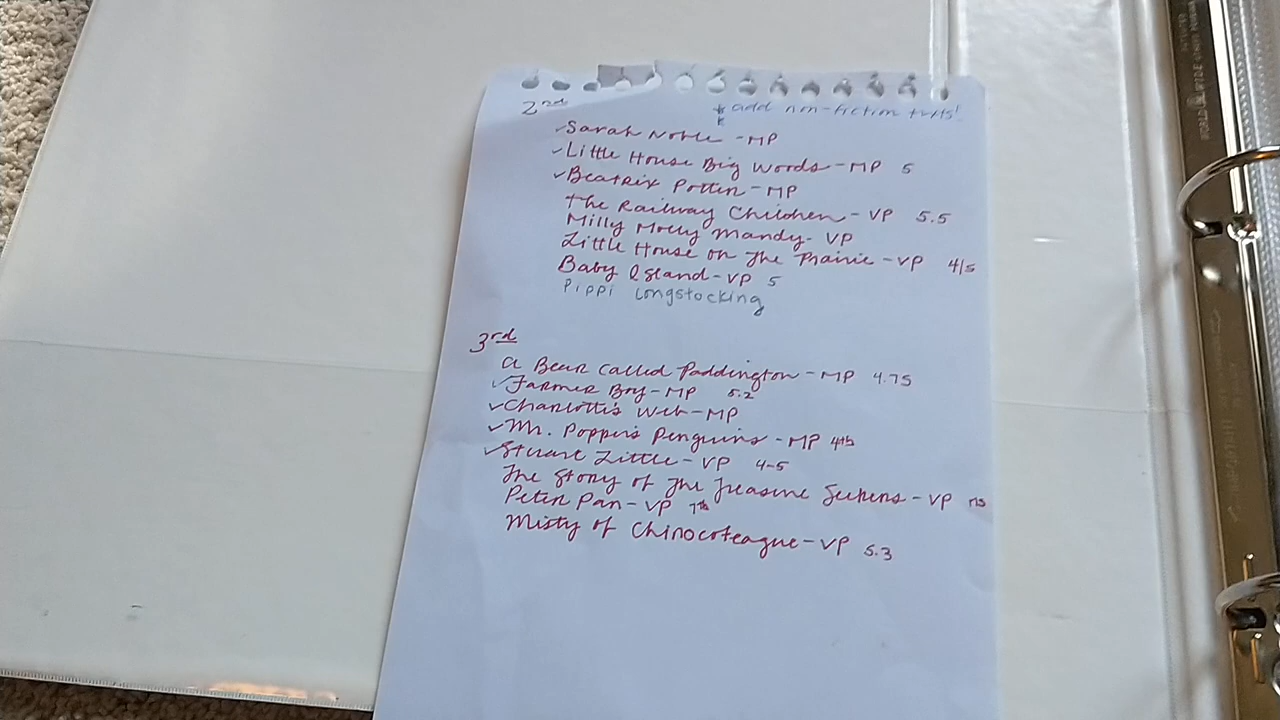 2nd
* add non-fiction texts!
✓Sarah Noble - MP
✓Little House Big Woods - MP 5
✓Beatrix Potter - MP
The Railway Children - VP 5.5
Milly Molly Mandy - VP
Little House on The Prairie - VP 4/5
Baby Island - VP 5
Pippi Longstocking
3rd
A Bear Called Paddington - MP 4.75
✓Farmer Boy - MP 5.2
✓Charlotte's Web - MP
✓Mr. Popper's Penguins - MP 4th
✓Stuart Little - VP 4-5
The Story of The Treasure Seekers - VP
Peter Pan - VP 7th
Misty of Chinocoteague - VP 5.3